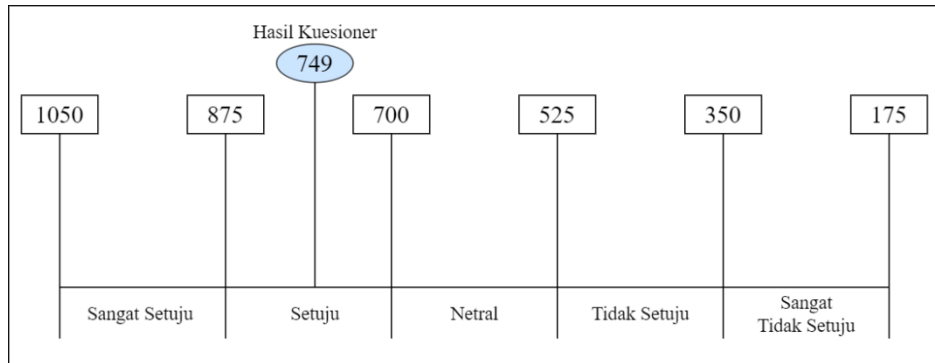 Hasil Kuesioner
749
1050 875 700 525 350 175
Sangat Setuju Setuju Netral Tidak Setuju Sangat
Tidak Setuju